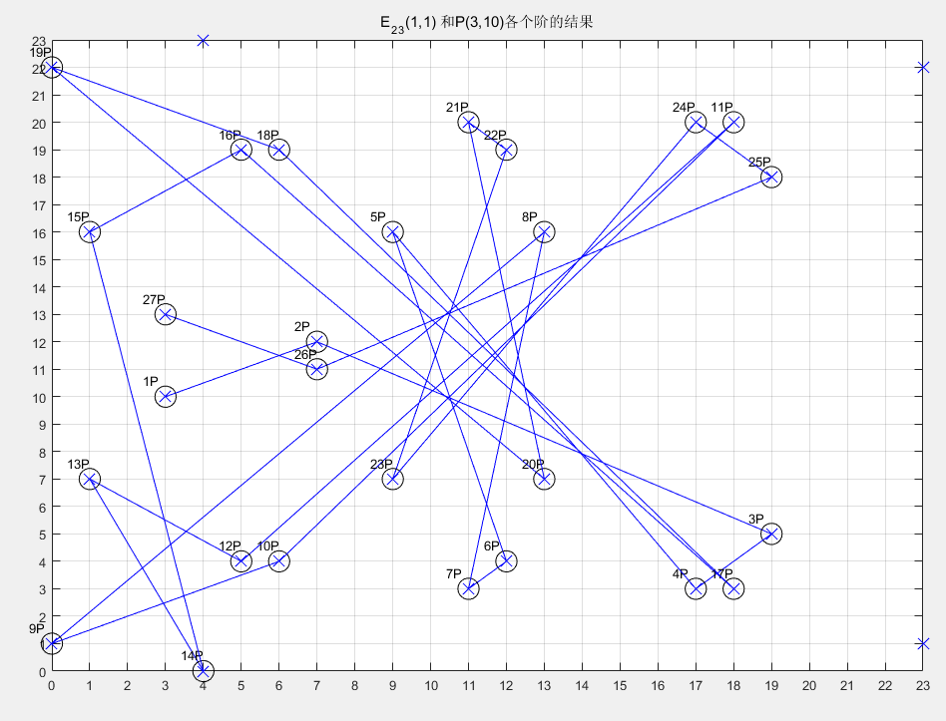 E23(1,1) 和P(3,10)各个阶的结果
23
22
21
20
19
18
17
16
15
14
13
12
11
10
9
8
7
6
5
4
3
2
1
0
19P
21P
24P
11P
16P
18P
22P
25P
15P
5P
8P
27P
2P
26P
1P
13P
23P
20P
3P
12P
10P
6P
7P
4P
17P
9P
14P
0 1 2 3 4 5 6 7 8 9 10 11 12 13 14 15 16 17 18 19 20 21 22 23